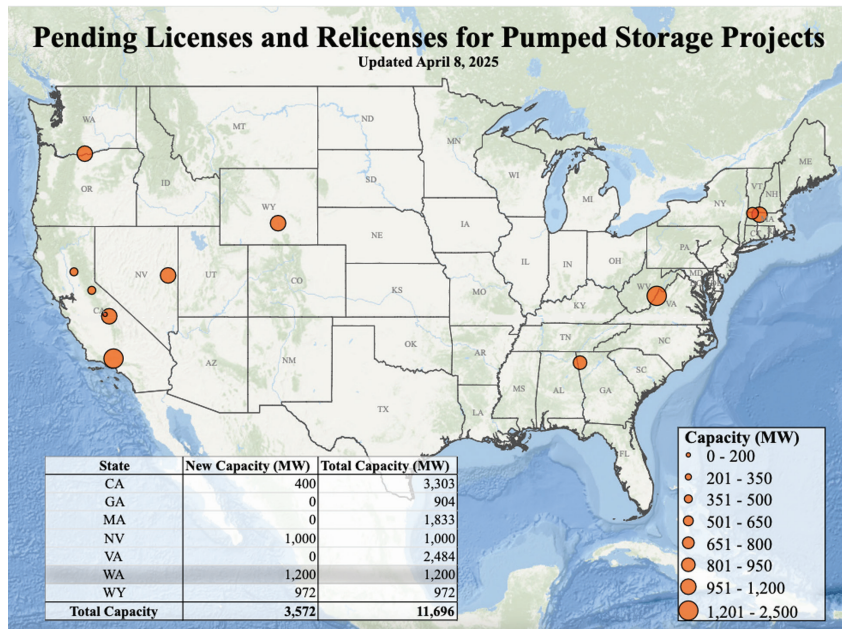 Pending Licenses and Relicenses for Pumped Storage Projects
Updated April 8, 2025
WA
MT
ND
MN
ME
OR
ID
SD
WI
MI
NY
VT
NH
MA
CT
WY
NE
IA
PA
NV
UT
CO
IL
IN
OH
MD
WV
VA
KS
MO
KY
CA
AZ
NM
OK
AR
TN
NC
SC
TX
LA
MS
AL
GA
FL
State New Capacity (MW) Total Capacity (MW)
CA 400 3,303
GA 0 904
MA 0 1,833
NV 1,000 1,000
VA 0 2,484
WA 1,200 1,200
WY 972 972
Total Capacity 3,572 11,696
Capacity (MW)
0 - 200
201 - 350
351 - 500
501 - 650
651 - 800
801 - 950
951 - 1,200
1,201 - 2,500